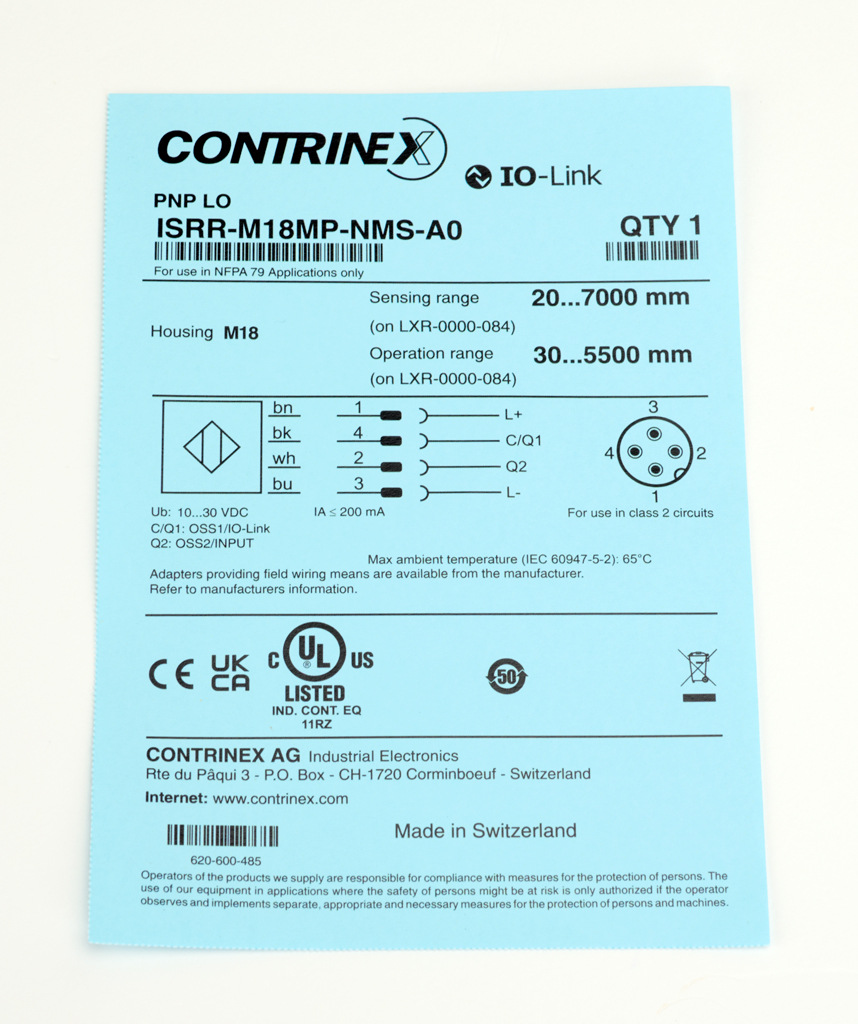 CONTRINEX
IO-Link
PNP LO
ISRR-M18MP-NMS-A0
QTY 1
For use in NFPA 79 Applications only
Housing M18
Sensing range 20...7000 mm
(on LXR-0000-084)
Operation range 30...5500 mm
(on LXR-0000-084)
bn 1 L+
bk 4 C/Q1
wh 2 Q2
bu 3 L-
3
4 2
1
Ub: 10...30 VDC
IA ≤ 200 mA
For use in class 2 circuits
C/Q1: OSS1/IO-Link
Q2: OSS2/INPUT
Max ambient temperature (IEC 60947-5-2): 65°C
Adapters providing field wiring means are available from the manufacturer.
Refer to manufacturers information.
CE
UK
CA
C UL US
®
LISTED
IND. CONT. EQ
11RZ
50
CONTRINEX AG Industrial Electronics
Rte du Pâqui 3 - P.O. Box - CH-1720 Corminboeuf - Switzerland
Internet: www.contrinex.com
Made in Switzerland
620-600-485
Operators of the products we supply are responsible for compliance with measures for the protection of persons. The
use of our equipment in applications where the safety of persons might be at risk is only authorized if the operator
observes and implements separate, appropriate and necessary measures for the protection of persons and machines.